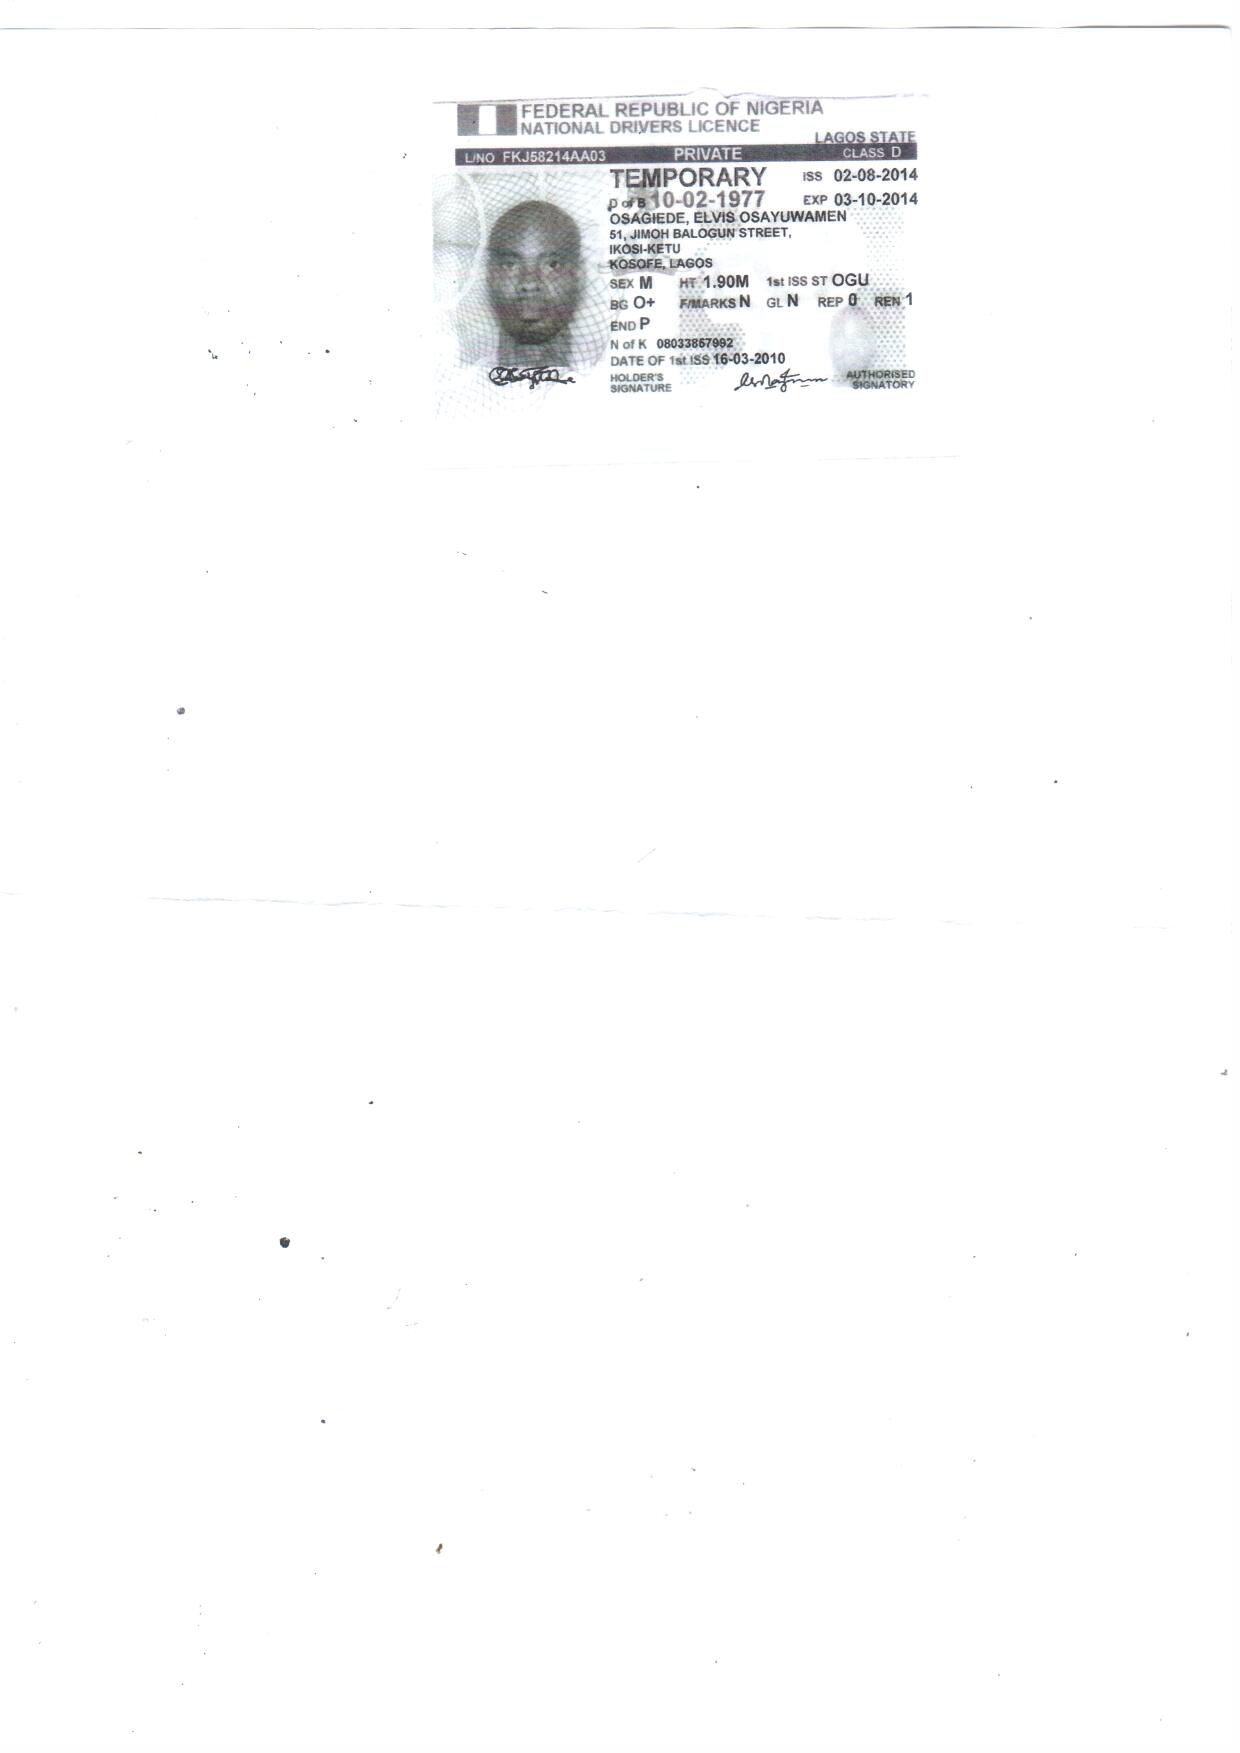 FEDERAL REPUBLIC OF NIGERIA
NATIONAL DRIVERS LICENCE
LAGOS STATE
L/NO FKJ58214AA03 PRIVATE CLASS D
TEMPORARY ISS 02-08-2014
D of B 10-02-1977 EXP 03-10-2014
OSAGIEDE, ELVIS OSAYUWAMEN
51, JIMOH BALOGUN STREET,
IKOSI-KETU
KOSOFE, LAGOS
SEX M HT 1.90M 1st ISS ST OGU
BG O+ F/MARKS N GL N REP 0 REN 1
END P
N of K 08033857992
DATE OF 1st ISS 16-03-2010
HOLDER'S SIGNATURE
AUTHORISED SIGNATORY